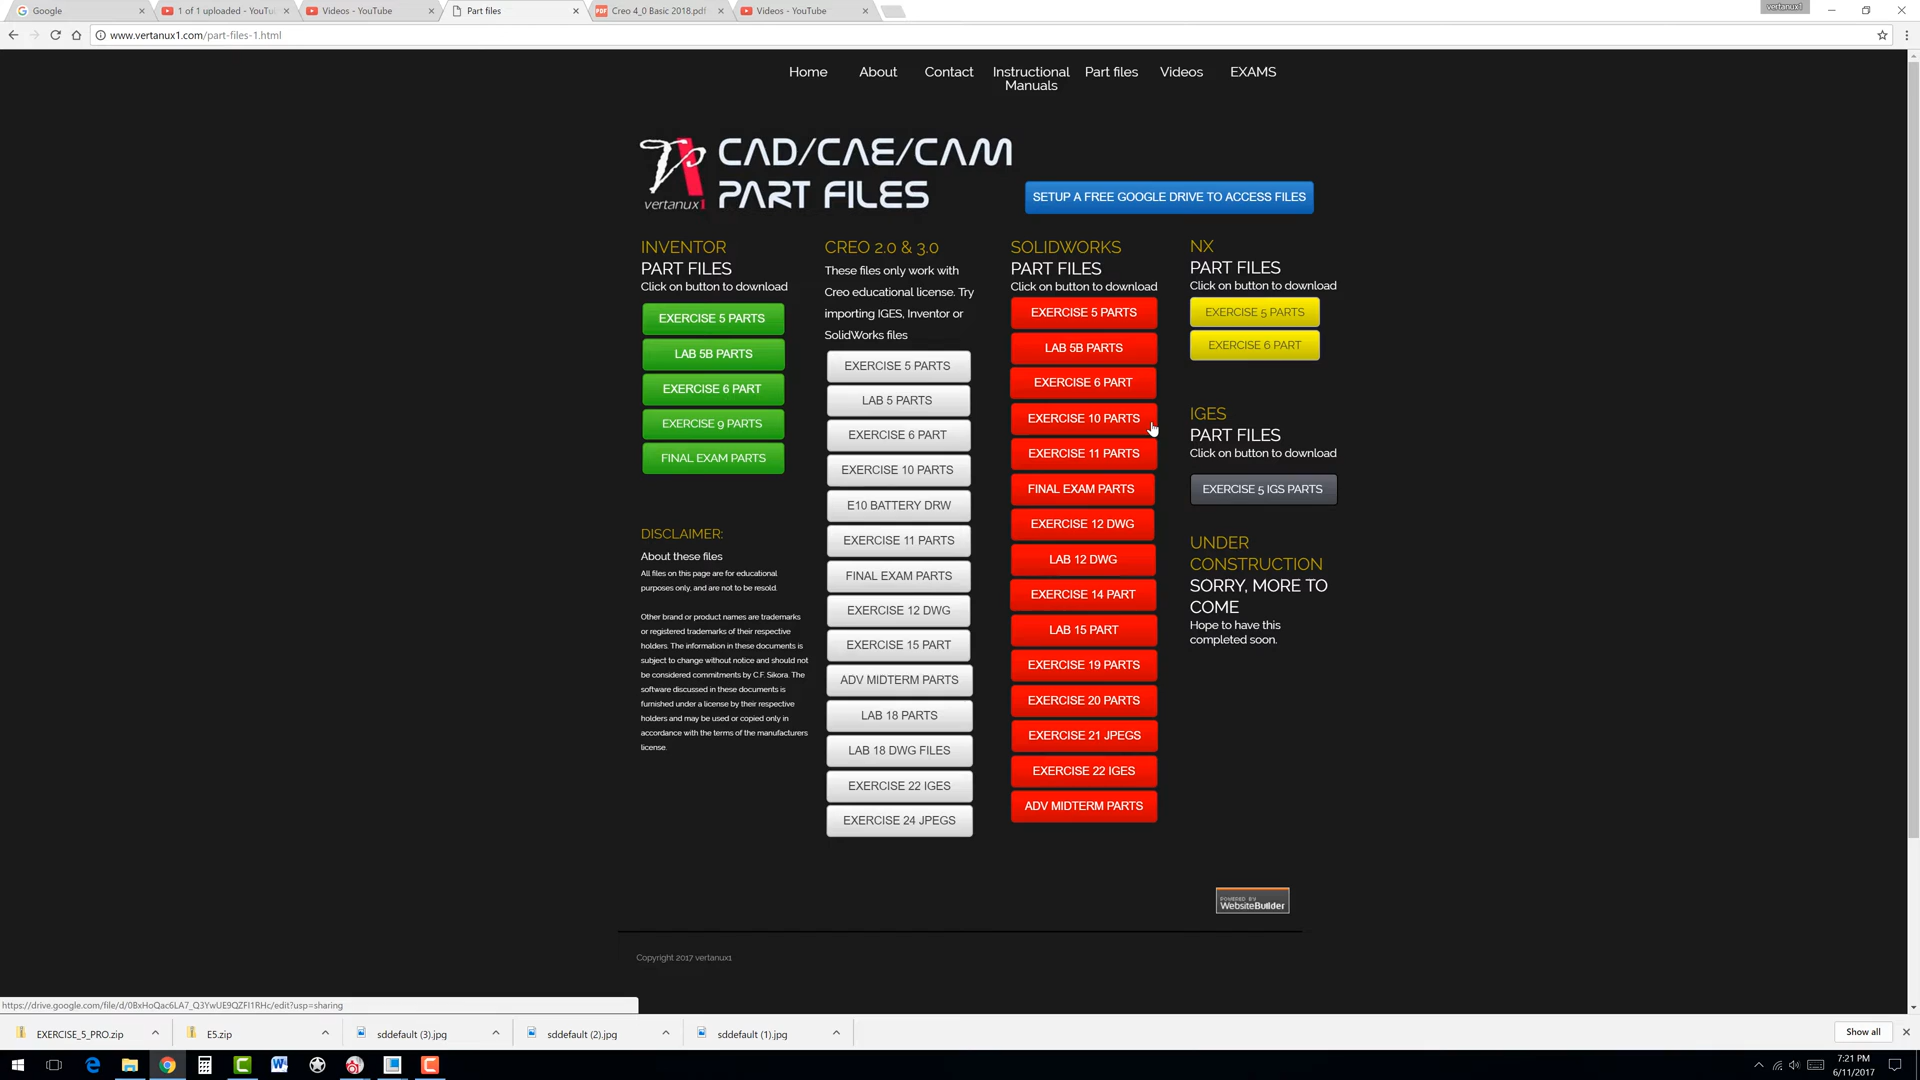 Google
1 of 1 uploaded - YouTu
Videos - YouTube
Part files
Creo 4_0 Basic 2018.pdf
Videos - YouTube
vertanux1
www.vertanux1.com/part-files-1.html
Home
About
Contact
Instructional
Manuals
Part files
Videos
EXAMS
vertanux1
CAD/CAE/CAM
PART FILES
SETUP A FREE GOOGLE DRIVE TO ACCESS FILES
INVENTOR
PART FILES
Click on button to download
EXERCISE 5 PARTS
LAB 5B PARTS
EXERCISE 6 PART
EXERCISE 9 PARTS
FINAL EXAM PARTS
DISCLAIMER:
About these files
All files on this page are for educational
purposes only, and are not to be resold.
Other brand or product names are trademarks
or registered trademarks of their respective
holders. The information in these documents is
subject to change without notice and should not
be considered commitments by C.F. Sikora. The
software discussed in these documents is
furnished under a license by their respective
holders and may be used or copied only in
accordance with the terms of the manufacturers
license.
CREO 2.0 & 3.0
These files only work with
Creo educational license. Try
importing IGES, Inventor or
SolidWorks files
EXERCISE 5 PARTS
LAB 5 PARTS
EXERCISE 6 PART
EXERCISE 10 PARTS
E10 BATTERY DRW
EXERCISE 11 PARTS
FINAL EXAM PARTS
EXERCISE 12 DWG
EXERCISE 15 PART
ADV MIDTERM PARTS
LAB 18 PARTS
LAB 18 DWG FILES
EXERCISE 22 IGES
EXERCISE 24 JPEGS
SOLIDWORKS
PART FILES
Click on button to download
EXERCISE 5 PARTS
LAB 5B PARTS
EXERCISE 6 PART
EXERCISE 10 PARTS
EXERCISE 11 PARTS
FINAL EXAM PARTS
EXERCISE 12 DWG
LAB 12 DWG
EXERCISE 14 PART
LAB 15 PART
EXERCISE 19 PARTS
EXERCISE 20 PARTS
EXERCISE 21 JPEGS
EXERCISE 22 IGES
ADV MIDTERM PARTS
NX
PART FILES
Click on button to download
EXERCISE 5 PARTS
EXERCISE 6 PART
IGES
PART FILES
Click on button to download
EXERCISE 5 IGS PARTS
UNDER
CONSTRUCTION
SORRY, MORE TO
COME
Hope to have this
completed soon.
POWERED BY
WebsiteBuilder
Copyright 2017 vertanux1
https://drive.google.com/file/d/0BxHoQac6LA7_Q3YwUE9QZFI1RHc/edit?usp=sharing
EXERCISE_5_PRO.zip
E5.zip
sddefault (3).jpg
sddefault (2).jpg
sddefault (1).jpg
Show all
7:21 PM
6/11/2017